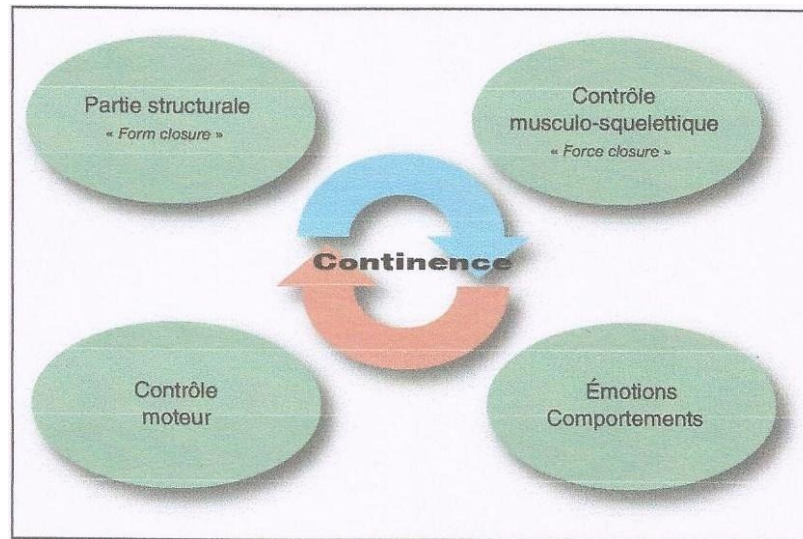 Partie structurale
« Form closure »
Contrôle
musculo-squelettique
« Force closure »
Continence
Contrôle
moteur
Émotions
Comportements